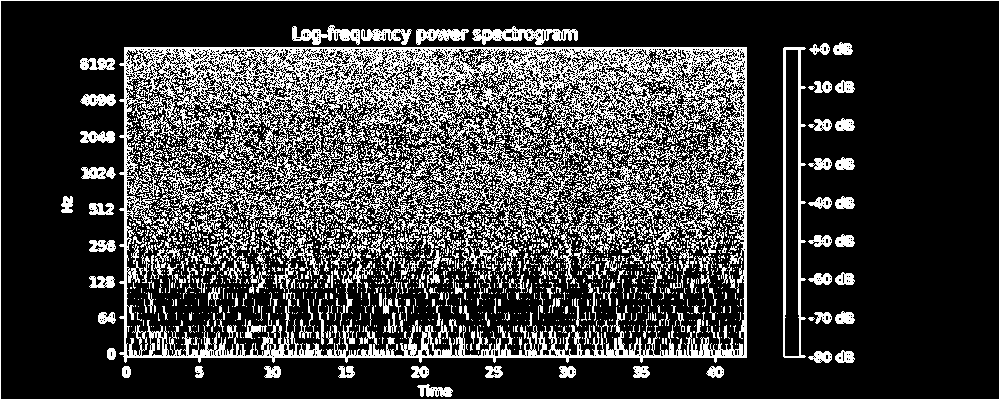 Log-frequency power spectrogram
+0 dB
8192
-10 dB
4096
-20 dB
2048
-30 dB
1024
Hz
512
-40 dB
256
-50 dB
128
-60 dB
64
-70 dB
0
-80 dB
0 5 10 15 20 25 30 35 40
Time